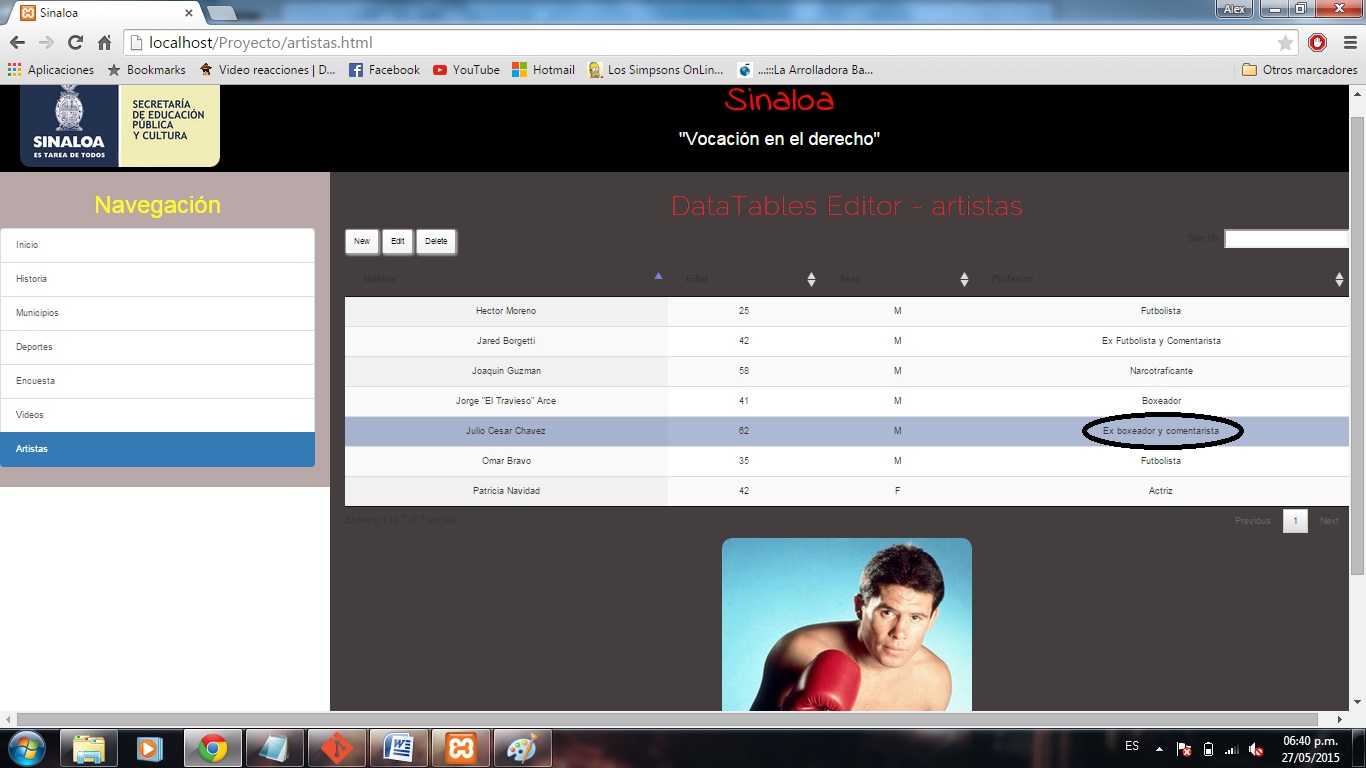 Sinaloa
Alex
localhost/Proyecto/artistas.html
Aplicaciones
Bookmarks
Video reacciones | D...
Facebook
YouTube
Hotmail
Los Simpsons OnLin...
...:::La Arrolladora Ba...
Otros marcadores
SINALOA
ES TAREA DE TODOS
SECRETARÍA
DE EDUCACIÓN
PÚBLICA
Y CULTURA
Sinaloa
"Vocación en el derecho"
Navegación
Inicio
Historia
Municipios
Deportes
Encuesta
Videos
Artistas
DataTables Editor - artistas
New Edit Delete
Search:
Nombre Edad Sexo Profesion
Hector Moreno 25 M Futbolista
Jared Borgetti 42 M Ex Futbolista y Comentarista
Joaquin Guzman 58 M Narcotraficante
Jorge "El Travieso" Arce 41 M Boxeador
Julio Cesar Chavez 62 M Ex boxeador y comentarista
Omar Bravo 35 M Futbolista
Patricia Navidad 42 F Actriz
Showing 1 to 7 of 7 entries
Previous 1 Next
ES
06:40 p.m.
27/05/2015